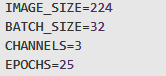 IMAGE_SIZE=224
BATCH_SIZE=32
CHANNELS=3
EPOCHS=25